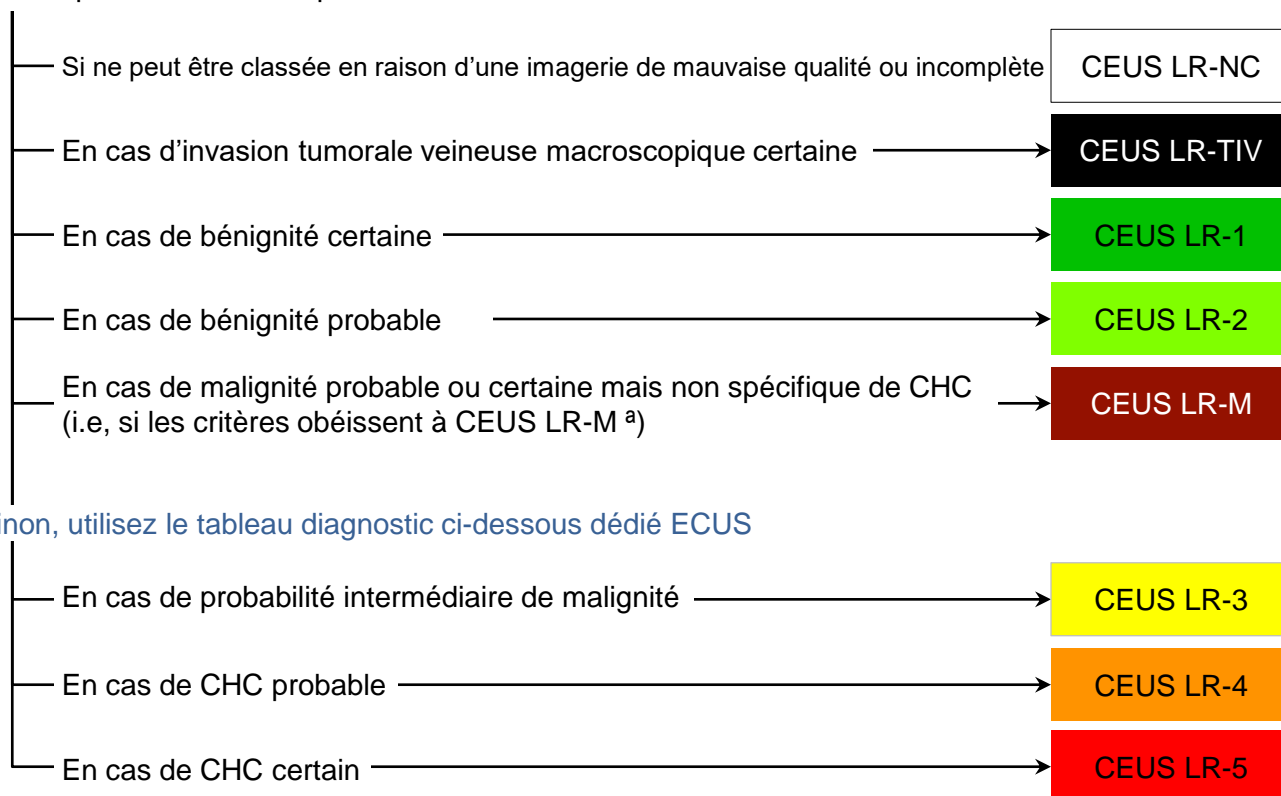 Si ne peut être classée en raison d’une imagerie de mauvaise qualité ou incomplète CEUS LR-NC
En cas d’invasion tumorale veineuse macroscopique certaine CEUS LR-TIV
En cas de bénignité certaine CEUS LR-1
En cas de bénignité probable CEUS LR-2
En cas de malignité probable ou certaine mais non spécifique de CHC
(i.e, si les critères obéissent à CEUS LR-M ª) CEUS LR-M
inon, utilisez le tableau diagnostic ci-dessous dédié ECUS
En cas de probabilité intermédiaire de malignité CEUS LR-3
En cas de CHC probable CEUS LR-4
En cas de CHC certain CEUS LR-5